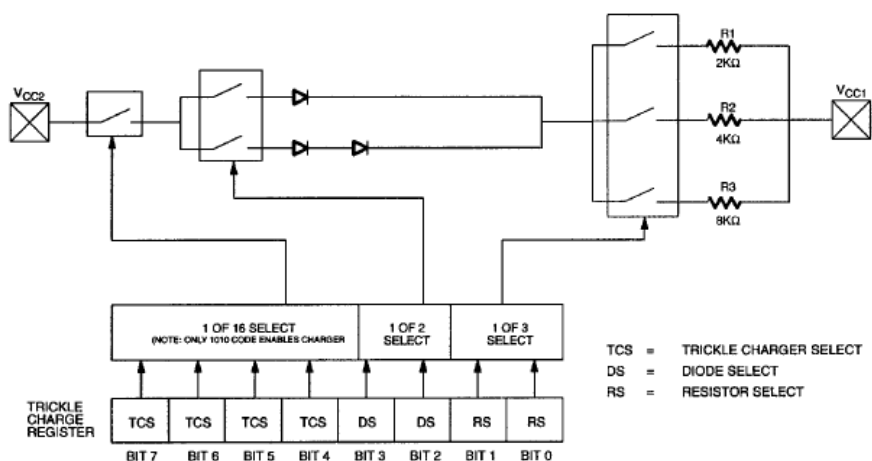 R1
2KΩ
VCC2
VCC1
R2
4KΩ
R3
8KΩ
1 OF 16 SELECT
(NOTE: ONLY 1010 CODE ENABLES CHARGER
1 OF 2
SELECT
1 OF 3
SELECT
TCS = TRICKLE CHARGER SELECT
DS = DIODE SELECT
RS = RESISTOR SELECT
TRICKLE
CHARGE
REGISTER
TCS TCS TCS TCS DS DS RS RS
BIT 7 BIT 6 BIT 5 BIT 4 BIT 3 BIT 2 BIT 1 BIT 0